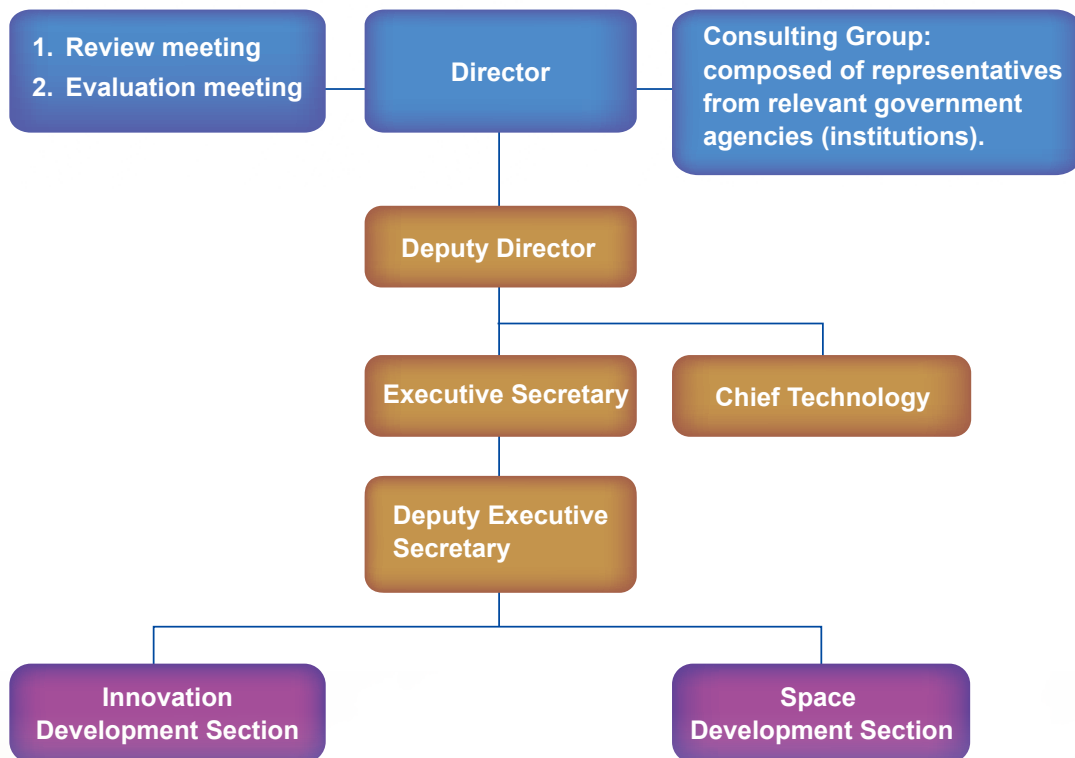 1. Review meeting
2. Evaluation meeting
Director
Consulting Group:
composed of representatives
from relevant government
agencies (institutions).
Deputy Director
Executive Secretary
Chief Technology
Deputy Executive
Secretary
Innovation
Development Section
Space
Development Section